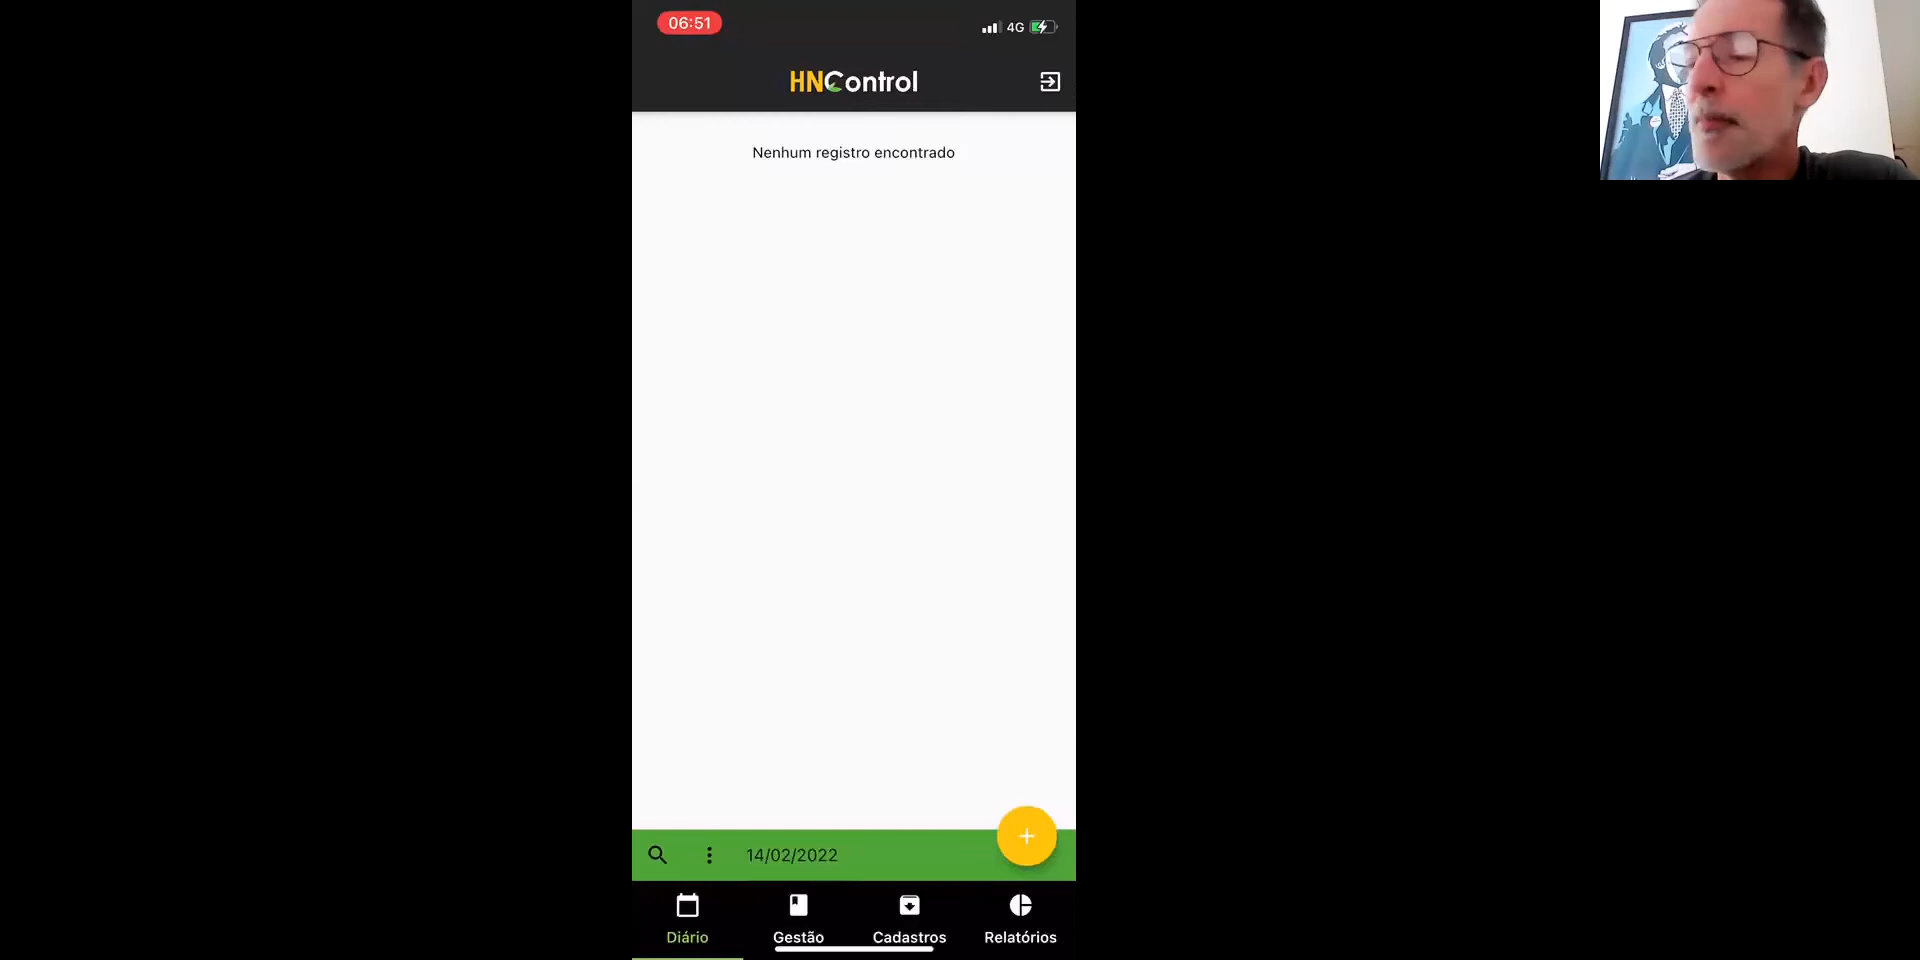 06:51
4G
HNControl
Nenhum registro encontrado
14/02/2022
Diário
Gestão
Cadastros
Relatórios